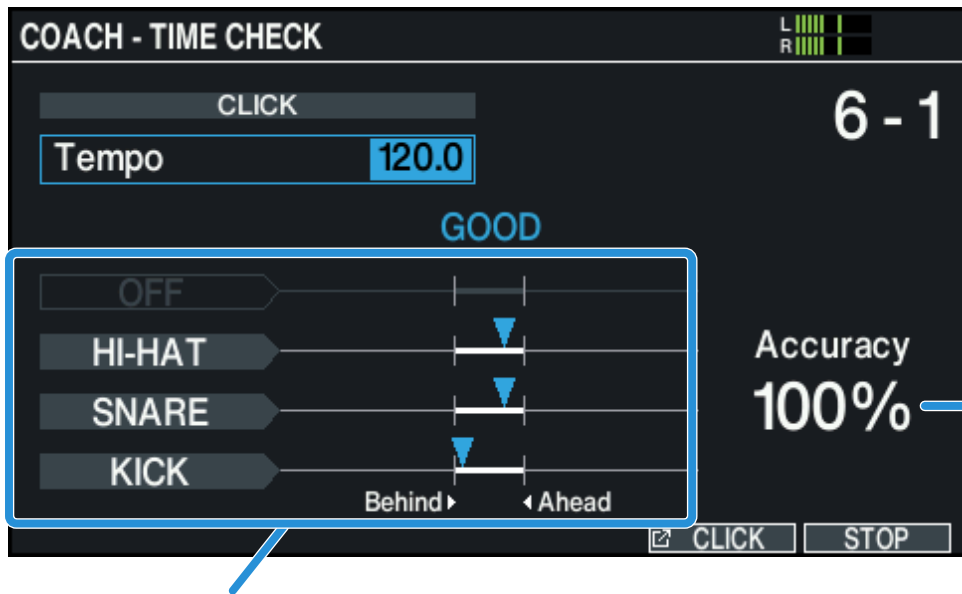 COACH - TIME CHECK
L
R
CLICK
6 - 1
Tempo 120.0
GOOD
OFF
HI-HAT
Accuracy
SNARE
100%
KICK
Behind Ahead
CLICK STOP